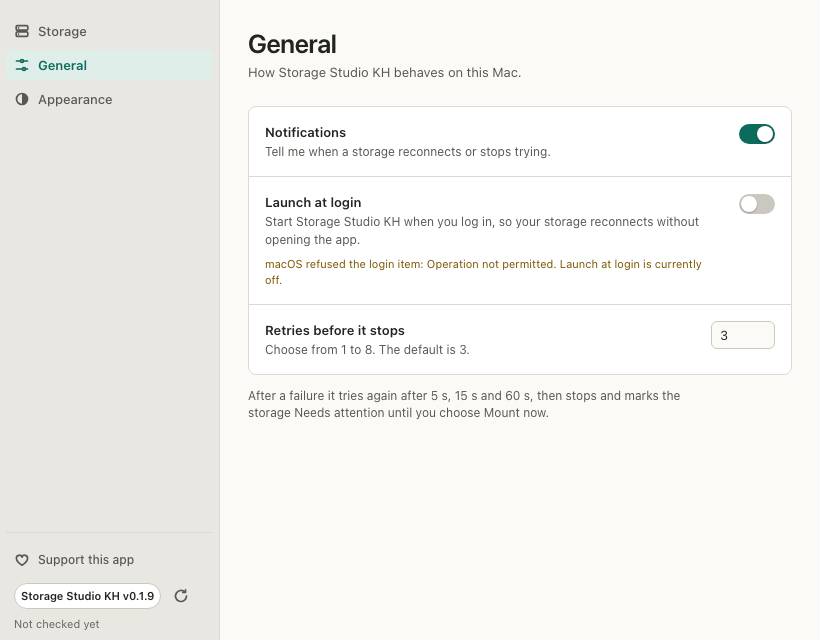 Storage
General
Appearance
General
How Storage Studio KH behaves on this Mac.
Notifications
Tell me when a storage reconnects or stops trying.
Launch at login
Start Storage Studio KH when you log in, so your storage reconnects without
opening the app.
macOS refused the login item: Operation not permitted. Launch at login is currently
off.
Retries before it stops
Choose from 1 to 8. The default is 3.
3
After a failure it tries again after 5 s, 15 s and 60 s, then stops and marks the
storage Needs attention until you choose Mount now.
Support this app
Storage Studio KH v0.1.9
Not checked yet